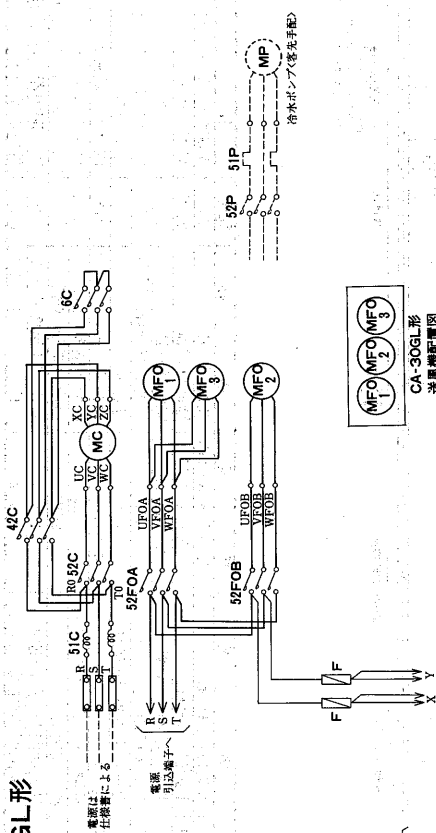 GL形
電源は
仕様書による
R
S
T
51C
R0
52C
T0
42C
UC
VC
WC
MC
XC
YC
ZC
6C
電源
引込端子へ
R
S
T
52FOA
UFOA
VFOA
WFOA
MFO
1
MFO
3
52FOB
UFOB
VFOB
WFOB
MFO
2
F
F
X
Y
52P
51P
MP
冷水ポンプ<客先手配>
MFO
1
MFO
2
MFO
3
CA-30GL形
送風機配置図